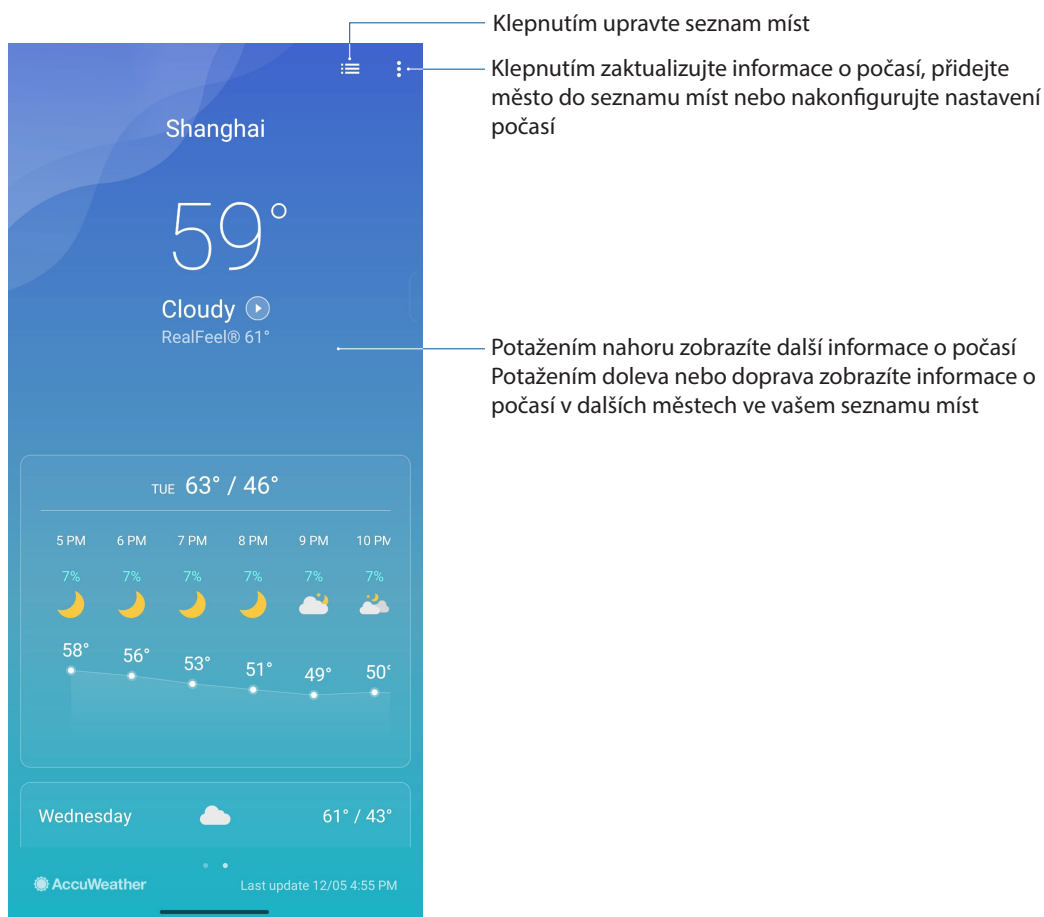 Klepnutím upravte seznam míst
Klepnutím zaktualizujte informace o počasí, přidejte
město do seznamu míst nebo nakonfigurujte nastavení
počasí
Shanghai
59°
Cloudy
RealFeel® 61°
Potažením nahoru zobrazíte další informace o počasí
Potažením doleva nebo doprava zobrazíte informace o
počasí v dalších městech ve vašem seznamu míst
TUE 63° / 46°
5 PM 6 PM 7 PM 8 PM 9 PM 10 PM
7% 7% 7% 7% 7% 7%
58° 56° 53° 51° 49° 50°
Wednesday 61° / 43°
AccuWeather Last update 12/05 4:55 PM